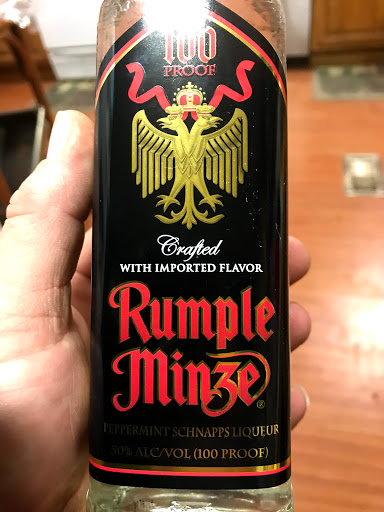 100
PROOF
Crafted
WITH IMPORTED FLAVOR
Rumple
Minze®
PEPPERMINT SCHNAPPS LIQUEUR
50% ALC/VOL (100 PROOF)